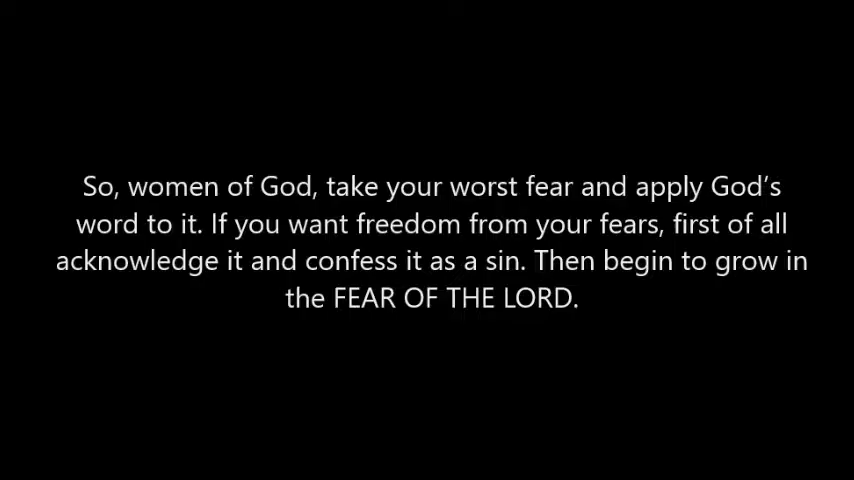 So, women of God, take your worst fear and apply God's
word to it. If you want freedom from your fears, first of all
acknowledge it and confess it as a sin. Then begin to grow in
the FEAR OF THE LORD.